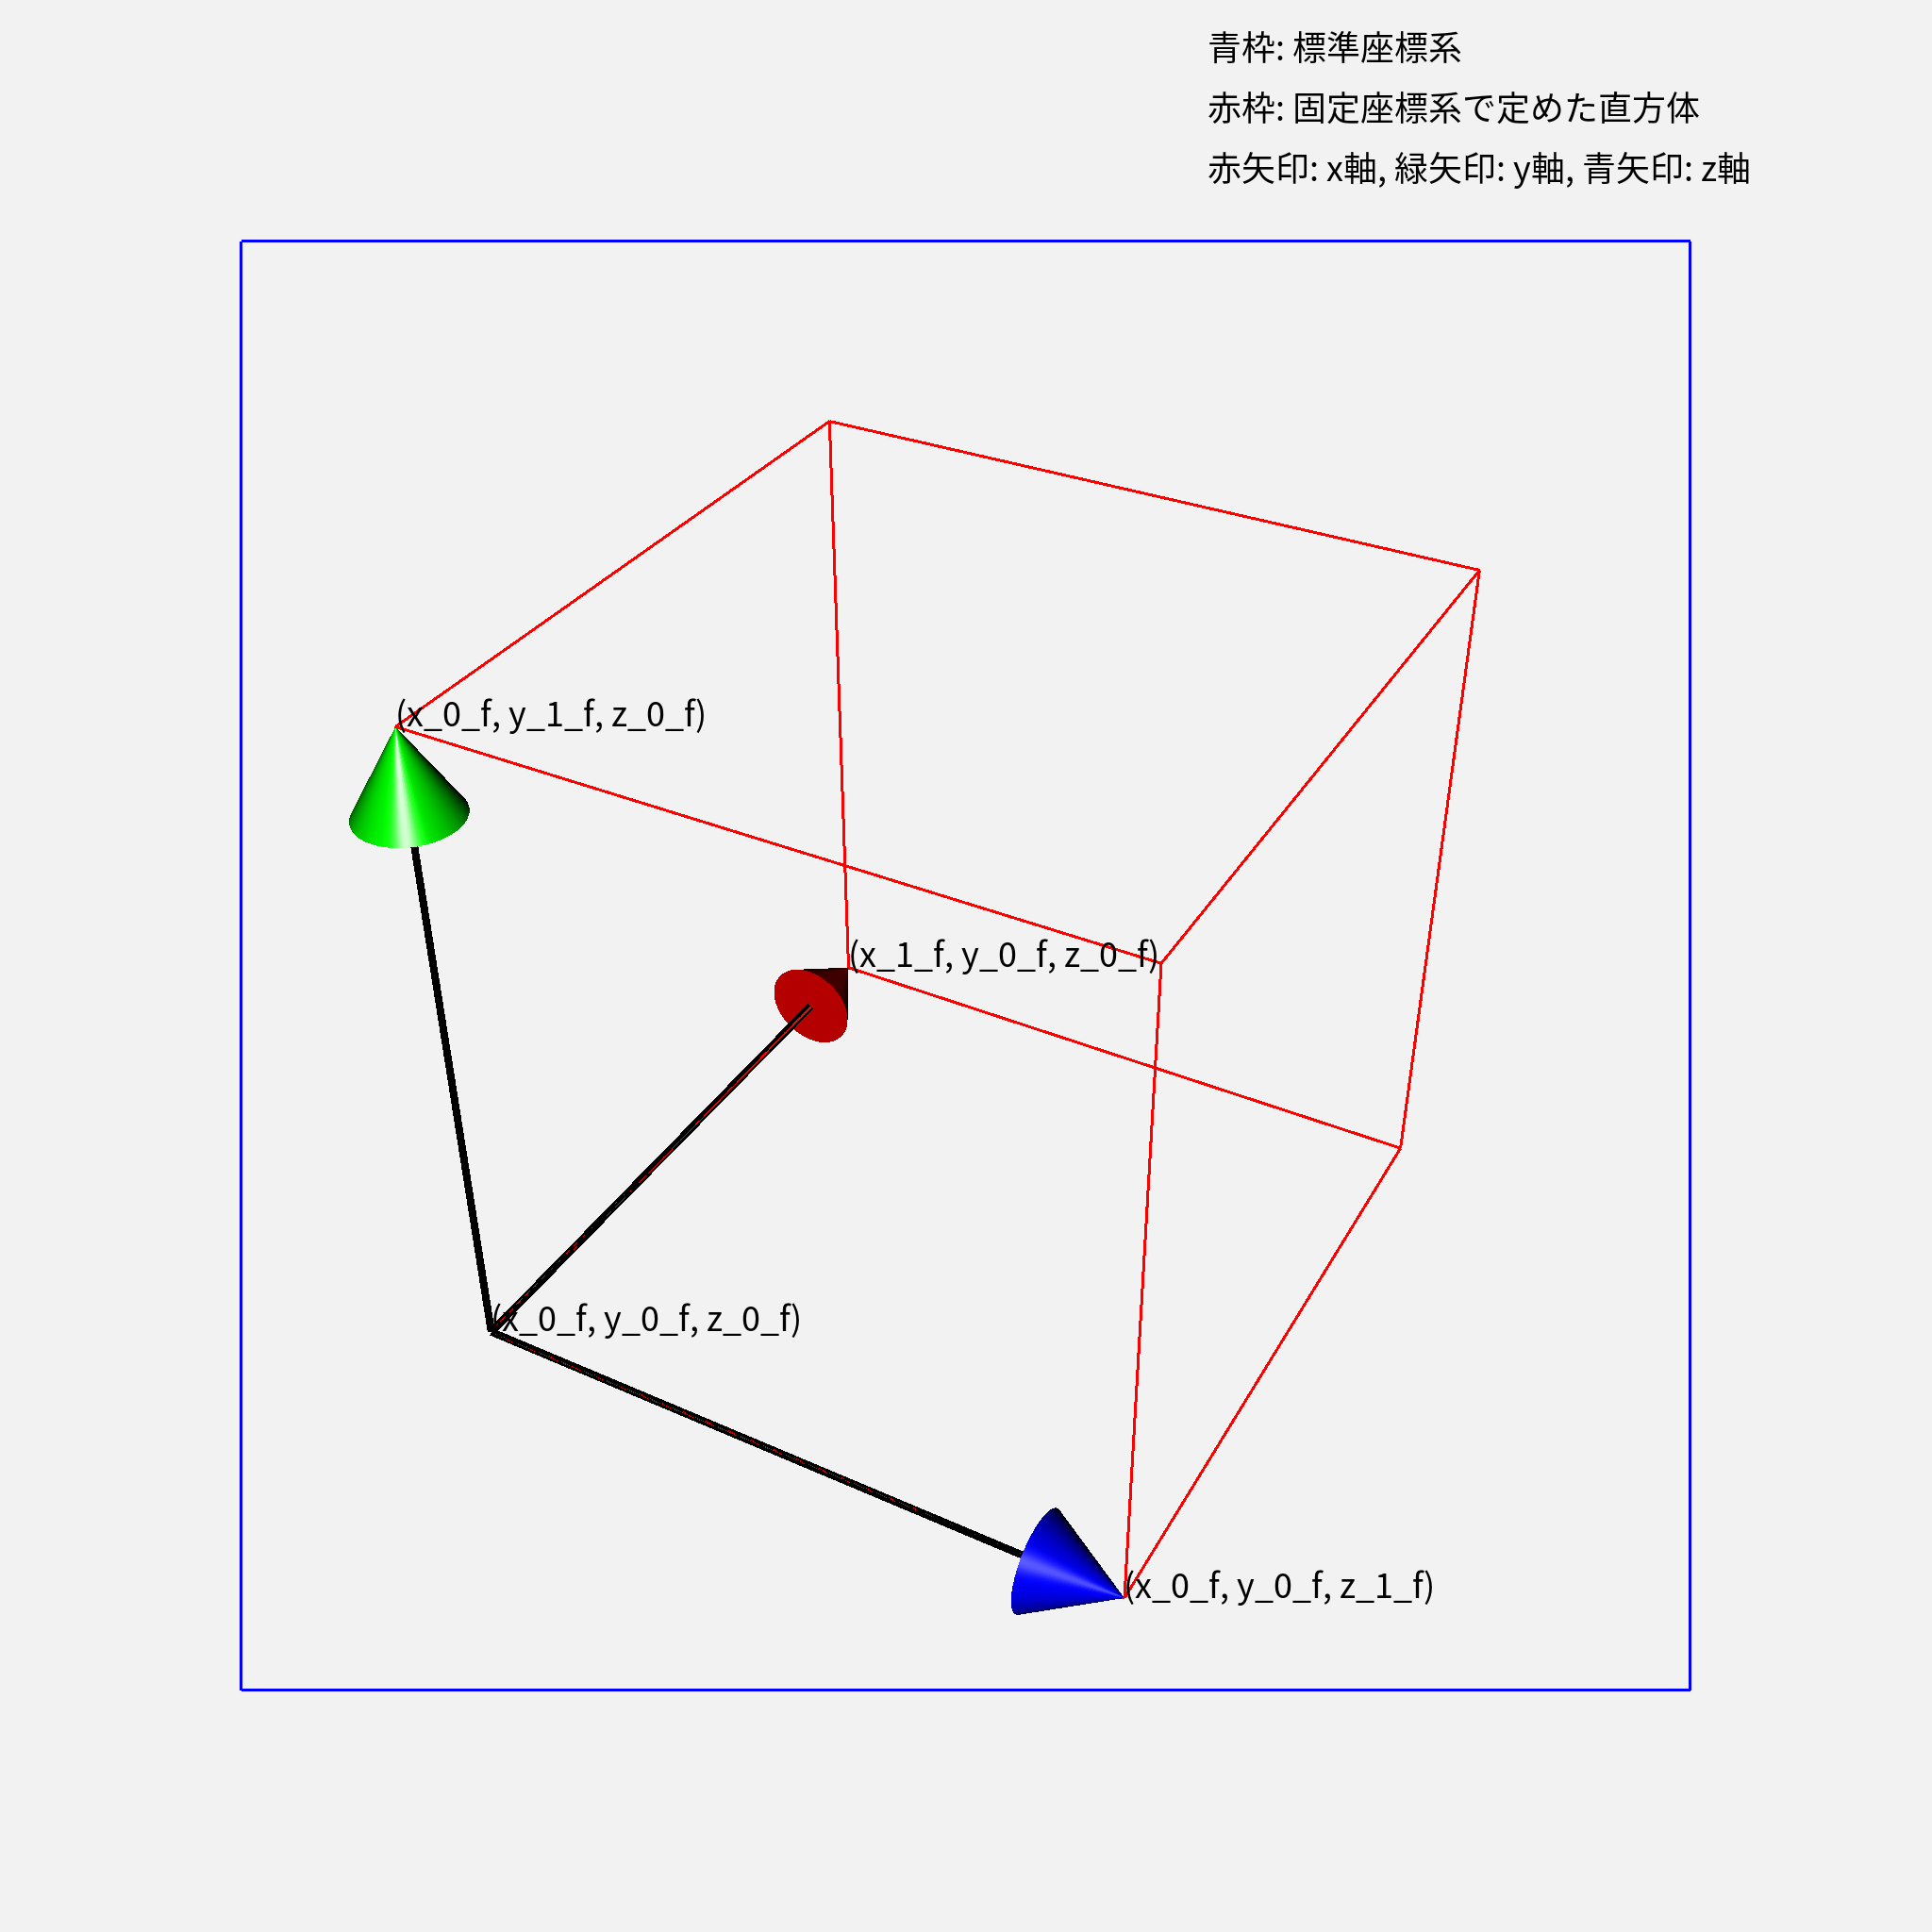 青枠: 標準座標系
赤枠: 固定座標系で定めた直方体
赤矢印: x軸, 緑矢印: y軸, 青矢印: z軸
(x_0_f, y_1_f, z_0_f)
(x_1_f, y_0_f, z_0_f)
(x_0_f, y_0_f, z_0_f)
(x_0_f, y_0_f, z_1_f)